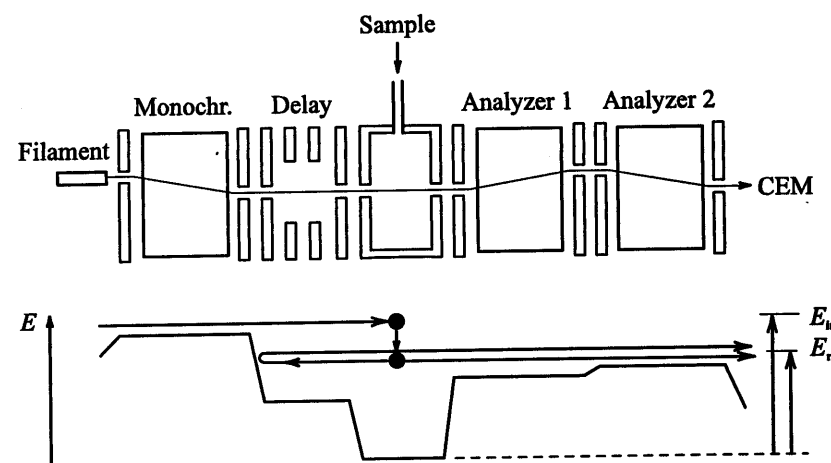 Sample
Monochr. Delay Analyzer 1 Analyzer 2
Filament
CEM
E
E
E